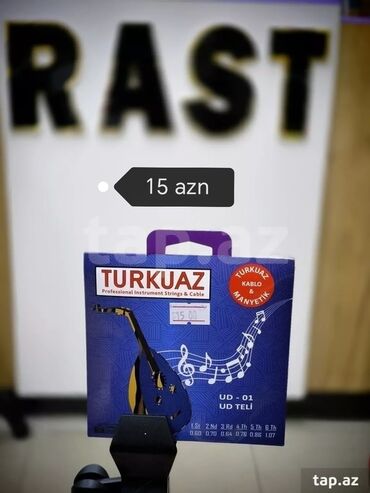 RAST
15 azn
tap.az
TURKUAZ
Professional Instrument Strings & Cable
TURKUAZ
KABLO
&
MANYETİK
15.00
UD - 01
UD TELİ
1.St 2.Nd 3.Rd 4.Th 5.Th 6.Th
0.60 0.70 0.64 0.76 0.86 1.07
tap.az